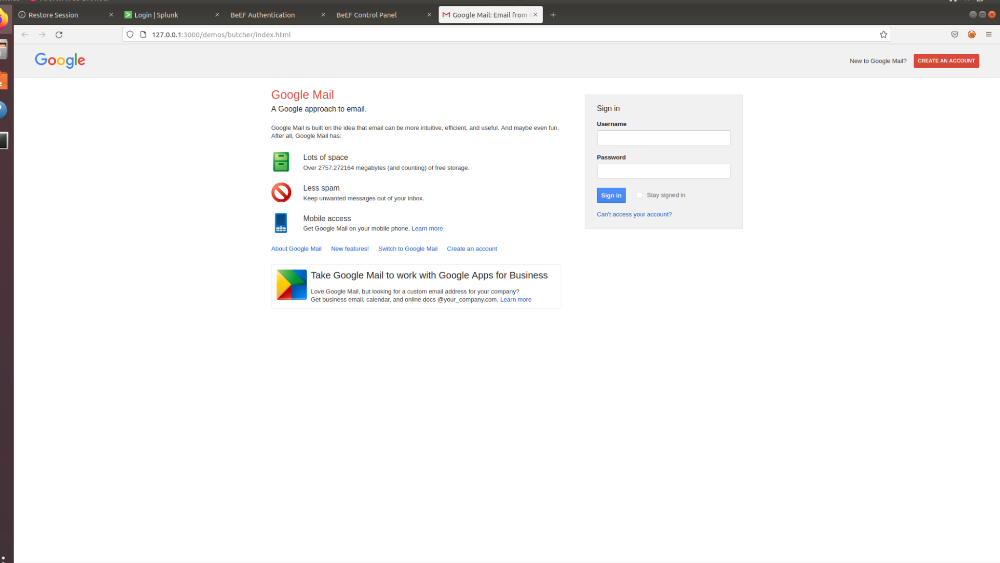 Restore Session
Login | Splunk
BeEF Authentication
BeEF Control Panel
Google Mail: Email from
127.0.0.1:3000/demos/butcher/index.html
Google
New to Google Mail?
CREATE AN ACCOUNT
Google Mail
A Google approach to email.
Google Mail is built on the idea that email can be more intuitive, efficient, and useful. And maybe even fun.
After all, Google Mail has:
Lots of space
Over 2757.272164 megabytes (and counting) of free storage.
Less spam
Keep unwanted messages out of your inbox.
Mobile access
Get Google Mail on your mobile phone. Learn more
About Google Mail New features! Switch to Google Mail Create an account
Take Google Mail to work with Google Apps for Business
Love Google Mail, but looking for a custom email address for your company?
Get business email, calendar, and online docs @your_company.com. Learn more
Sign in
Username
Password
Sign in
Stay signed in
Can't access your account?